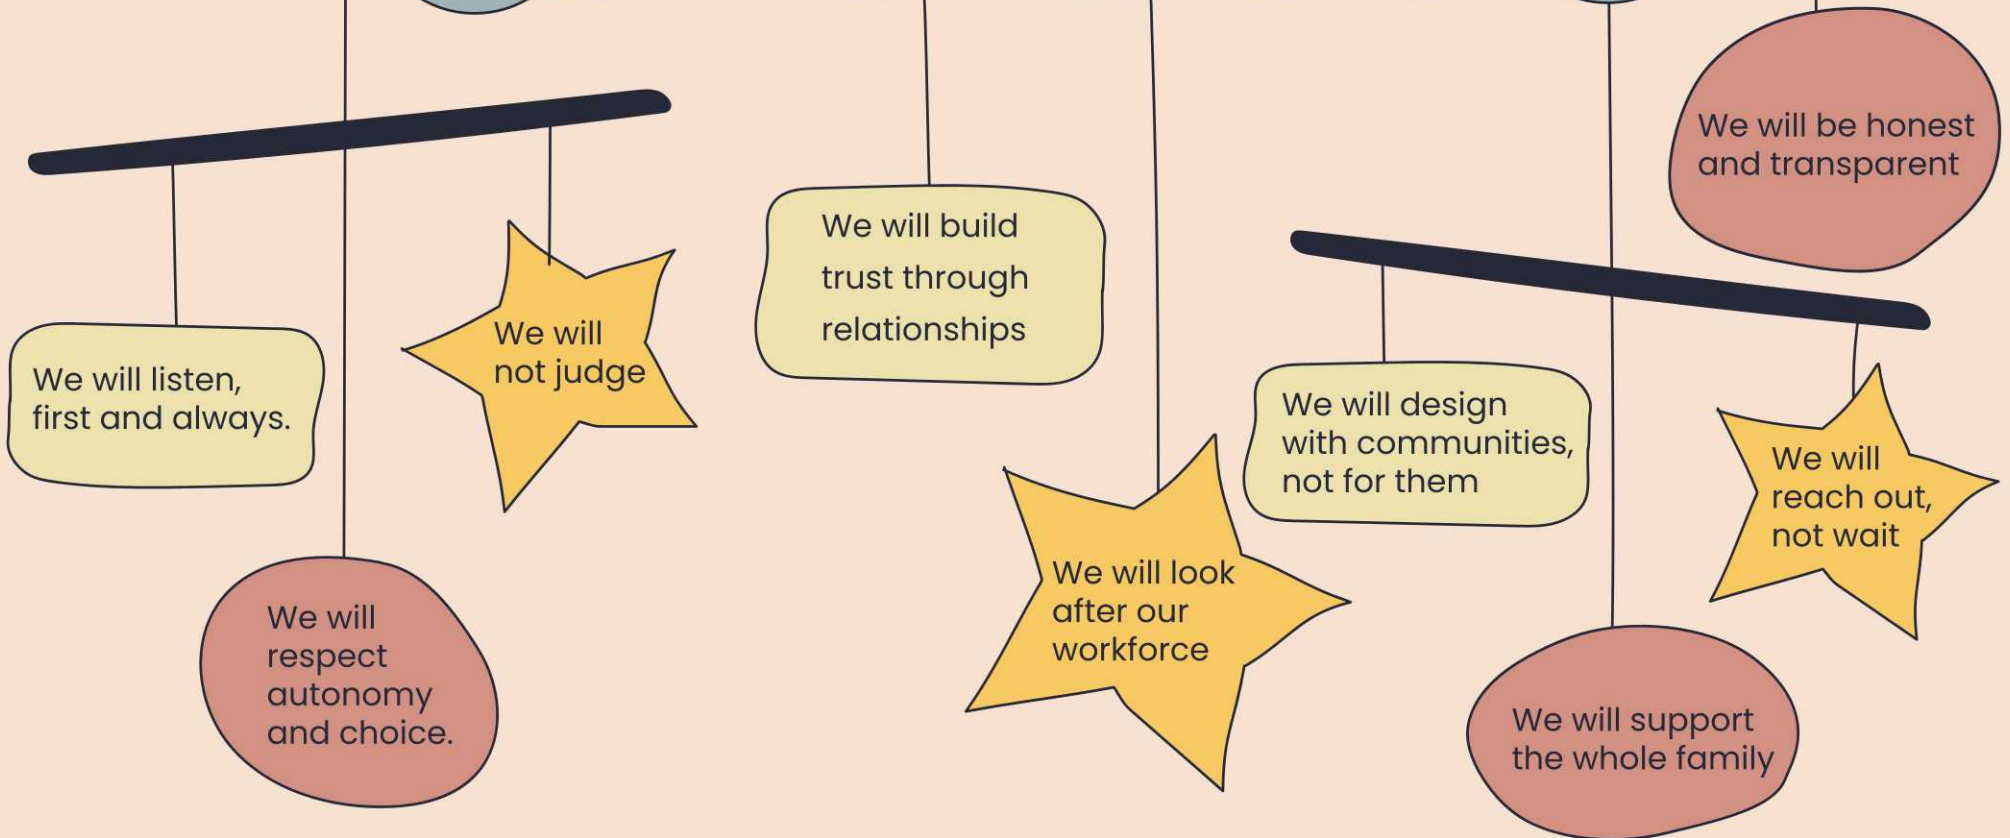 We will be honest
and transparent
We will build
trust through
relationships
We will
not judge
We will listen,
first and always.
We will design
with communities,
not for them
We will
reach out,
not wait
We will look
after our
workforce
We will
respect
autonomy
and choice.
We will support
the whole family